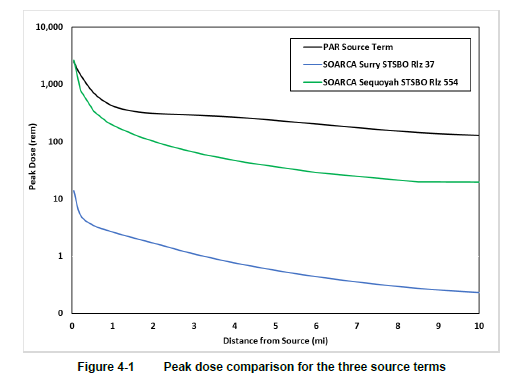 10,000
1,000
100
10
1
0
Peak Dose (rem)
PAR Source Term
SOARCA Surry STSBO Rlz 37
SOARCA Sequoyah STSBO Rlz 554
0 1 2 3 4 5 6 7 8 9 10
Distance from Source (mi)
Figure 4-1 Peak dose comparison for the three source terms